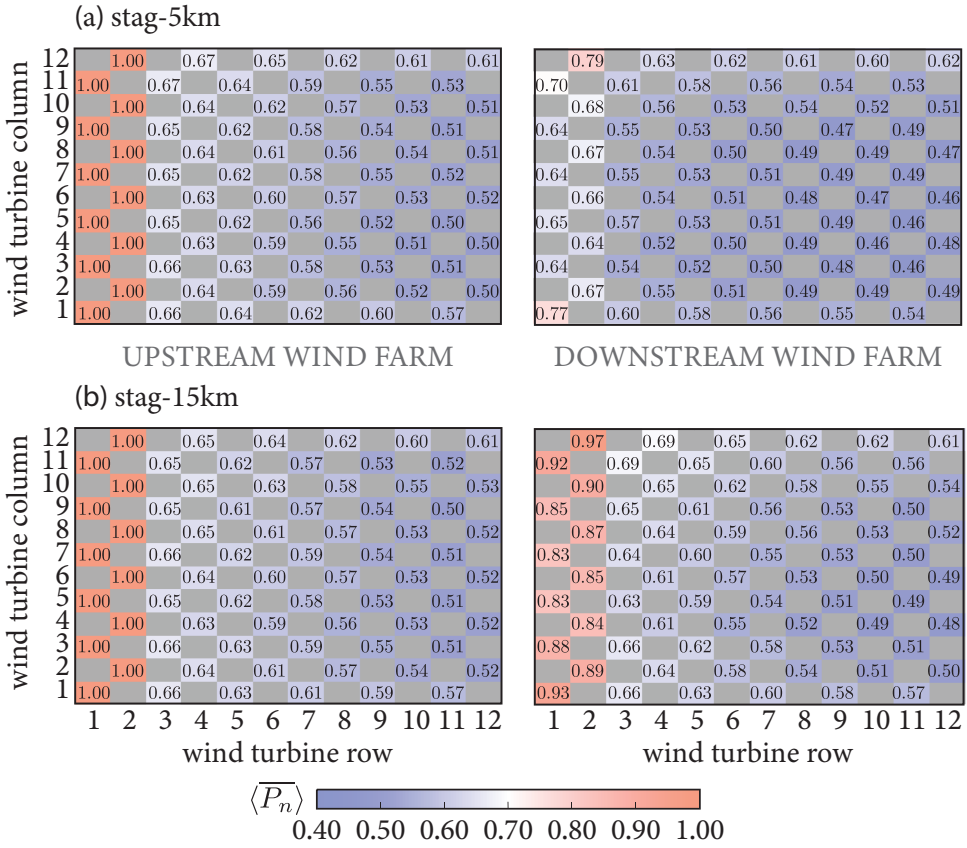 (a) stag-5km
12 1.00 0.67 0.65 0.62 0.61 0.61 0.79 0.63 0.62 0.61 0.60 0.62
11 1.00 0.67 0.64 0.59 0.55 0.53 0.70 0.61 0.58 0.56 0.54 0.53
10 1.00 0.64 0.62 0.57 0.53 0.51 0.68 0.56 0.53 0.54 0.52 0.51
9 1.00 0.65 0.62 0.58 0.54 0.51 0.64 0.55 0.53 0.50 0.47 0.49
8 1.00 0.64 0.61 0.56 0.54 0.51 0.67 0.54 0.50 0.49 0.49 0.47
7 1.00 0.65 0.62 0.58 0.55 0.52 0.64 0.55 0.53 0.51 0.49 0.49
6 1.00 0.63 0.60 0.57 0.53 0.52 0.66 0.54 0.51 0.48 0.47 0.46
5 1.00 0.65 0.62 0.56 0.52 0.50 0.65 0.57 0.53 0.51 0.49 0.46
4 1.00 0.63 0.59 0.55 0.51 0.50 0.64 0.52 0.50 0.49 0.46 0.48
3 1.00 0.66 0.63 0.58 0.53 0.51 0.64 0.54 0.52 0.50 0.48 0.46
2 1.00 0.64 0.59 0.56 0.52 0.50 0.67 0.55 0.51 0.49 0.49 0.49
1 1.00 0.66 0.64 0.62 0.60 0.57 0.77 0.60 0.58 0.56 0.55 0.54
wind turbine column
UPSTREAM WIND FARM DOWNSTREAM WIND FARM
(b) stag-15km
12 1.00 0.65 0.64 0.62 0.60 0.61 0.97 0.69 0.65 0.62 0.62 0.61
11 1.00 0.65 0.62 0.57 0.53 0.52 0.92 0.69 0.65 0.60 0.56 0.56
10 1.00 0.65 0.63 0.58 0.55 0.53 0.90 0.65 0.62 0.58 0.55 0.54
9 1.00 0.65 0.61 0.57 0.54 0.50 0.85 0.65 0.61 0.56 0.53 0.50
8 1.00 0.65 0.61 0.57 0.53 0.52 0.87 0.64 0.59 0.56 0.53 0.52
7 1.00 0.66 0.62 0.59 0.54 0.51 0.83 0.64 0.60 0.55 0.53 0.50
6 1.00 0.64 0.60 0.57 0.53 0.52 0.85 0.61 0.57 0.53 0.50 0.49
5 1.00 0.65 0.62 0.58 0.53 0.51 0.83 0.63 0.59 0.54 0.51 0.49
4 1.00 0.63 0.59 0.56 0.53 0.52 0.84 0.61 0.55 0.52 0.49 0.48
3 1.00 0.66 0.63 0.59 0.55 0.51 0.88 0.66 0.62 0.58 0.53 0.51
2 1.00 0.64 0.61 0.57 0.54 0.52 0.89 0.64 0.58 0.54 0.51 0.50
1 1.00 0.66 0.63 0.61 0.59 0.57 0.93 0.66 0.63 0.60 0.58 0.57
wind turbine column
1 2 3 4 5 6 7 8 9 10 11 12 1 2 3 4 5 6 7 8 9 10 11 12
wind turbine row wind turbine row
⟨P̅ₙ⟩
0.40 0.50 0.60 0.70 0.80 0.90 1.00